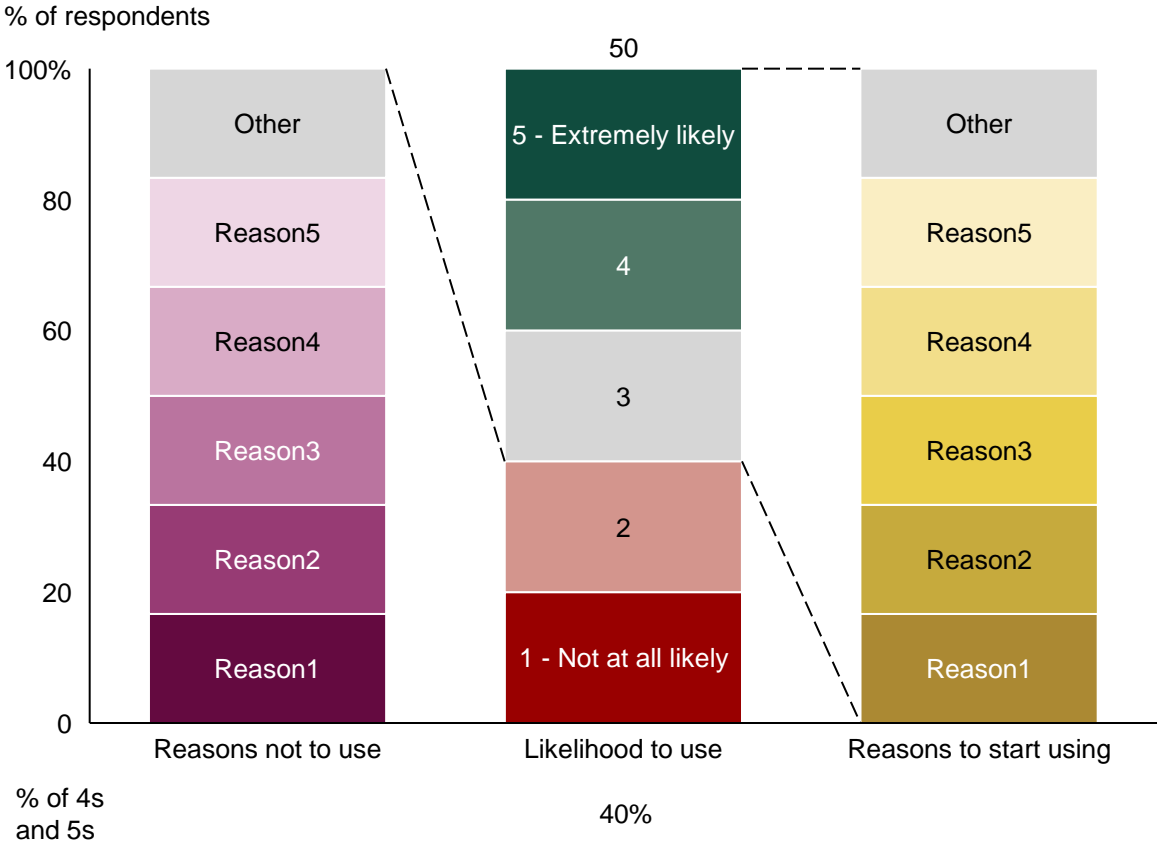 % of respondents
50
100%
80
60
40
20
0
Other
Reason5
Reason4
Reason3
Reason2
Reason1
5 - Extremely likely
4
3
2
1 - Not at all likely
Other
Reason5
Reason4
Reason3
Reason2
Reason1
Reasons not to use
Likelihood to use
Reasons to start using
% of 4s
and 5s
40%